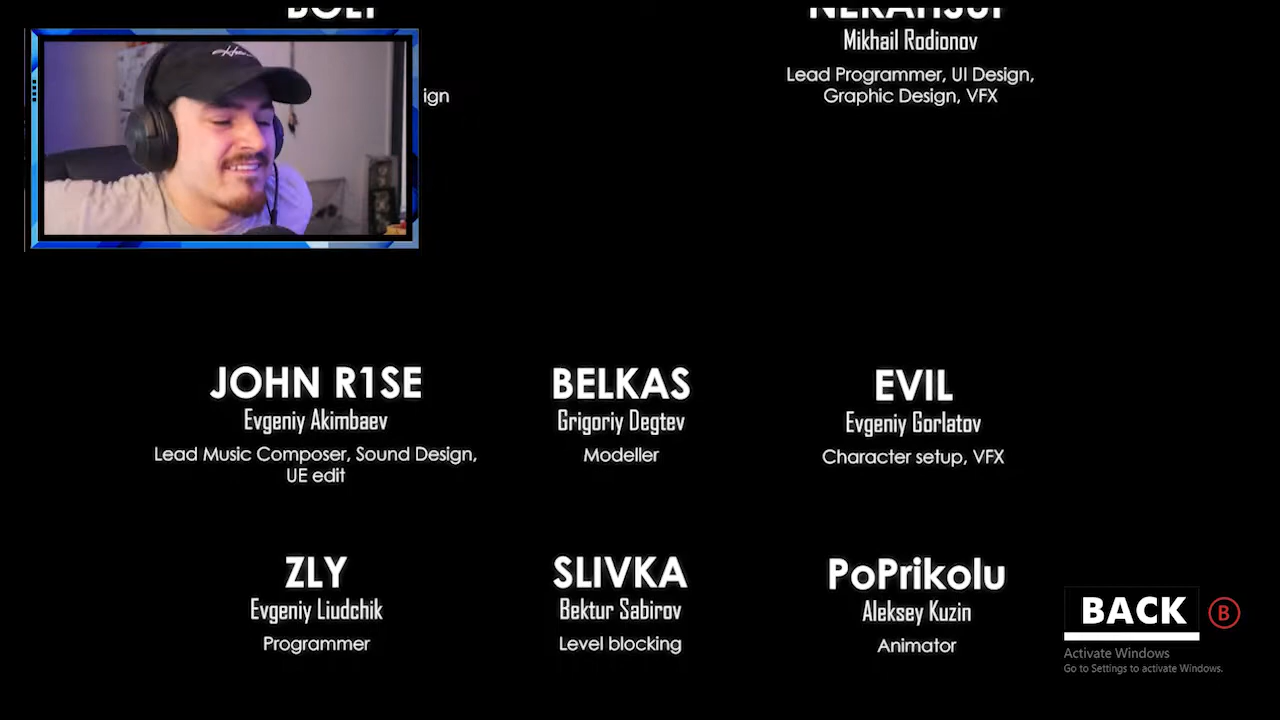 Mikhail Rodionov
Lead Programmer, UI Design,
Graphic Design, VFX
ign
JOHN R1SE
Evgeniy Akimbaev
Lead Music Composer, Sound Design,
UE edit
BELKAS
Grigoriy Degtev
Modeller
EVIL
Evgeniy Gorlatov
Character setup, VFX
ZLY
Evgeniy Liudchik
Programmer
SLIVKA
Bektur Sabirov
Level blocking
PoPrikolu
Aleksey Kuzin
Animator
BACK B
Activate Windows
Go to Settings to activate Windows.